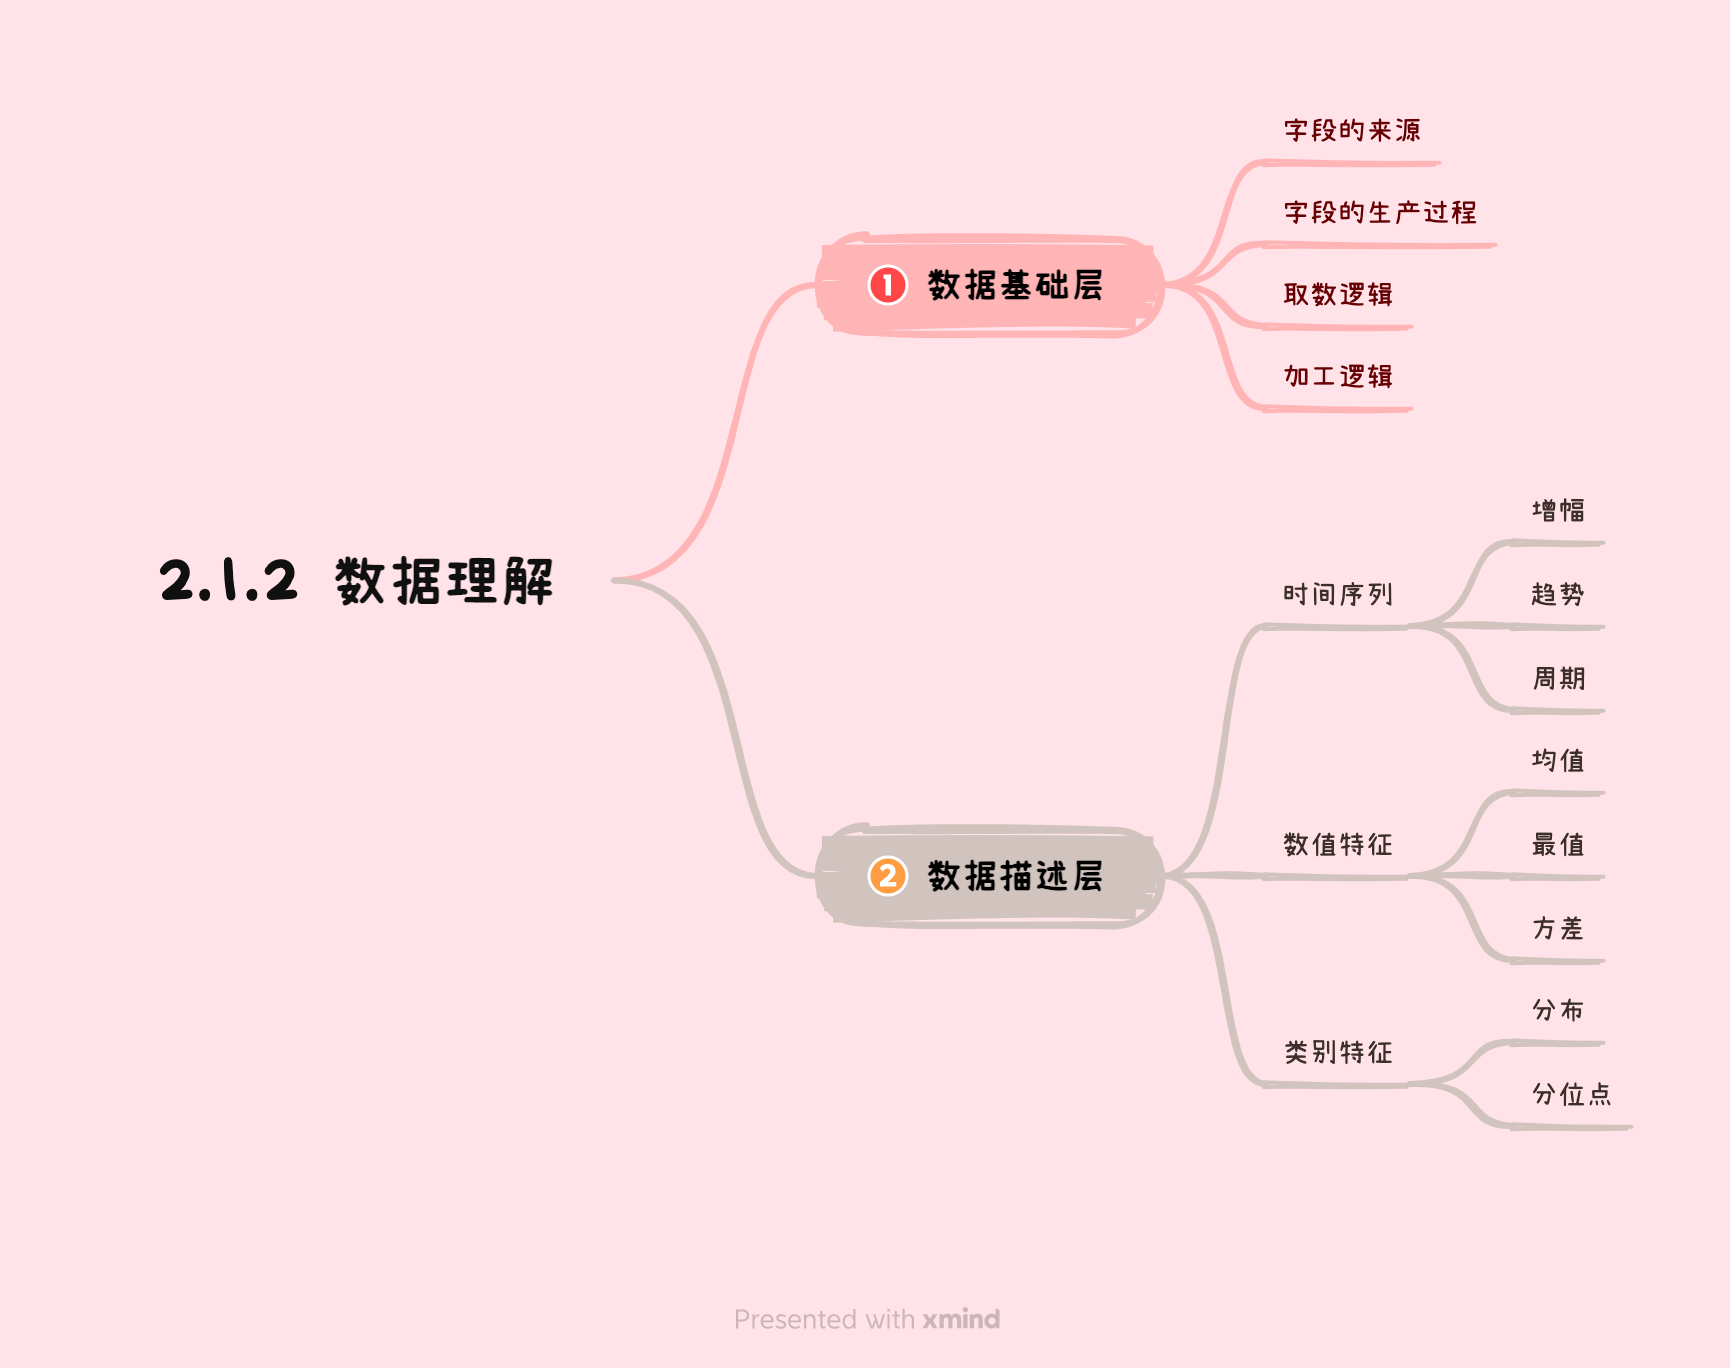 2.1.2 数据理解
1 数据基础层
字段的来源
字段的生产过程
取数逻辑
加工逻辑
2 数据描述层
时间序列
增幅
趋势
周期
数值特征
均值
最值
方差
类别特征
分布
分位点
Presented with xmind